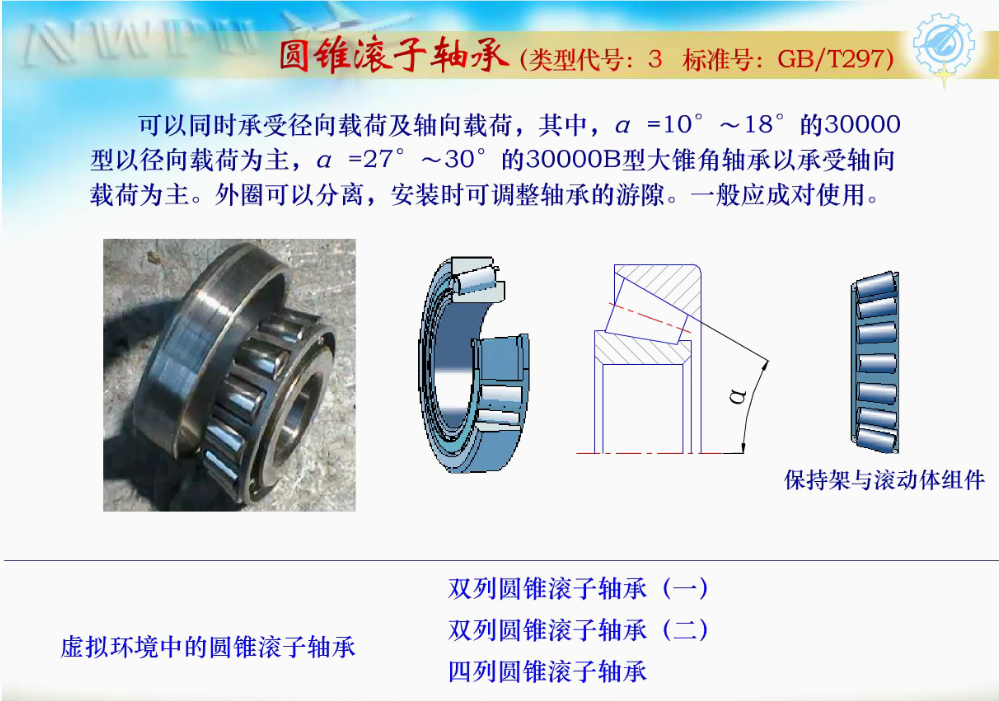 NWPU
圆锥滚子轴承 (类型代号：3 标准号：GB/T297)
可以同时承受径向载荷及轴向载荷，其中，α =10°～18°的30000
型以径向载荷为主，α =27°～30°的30000B型大锥角轴承以承受轴向
载荷为主。外圈可以分离，安装时可调整轴承的游隙。一般应成对使用。
α
保持架与滚动体组件
双列圆锥滚子轴承（一）
双列圆锥滚子轴承（二）
虚拟环境中的圆锥滚子轴承
四列圆锥滚子轴承